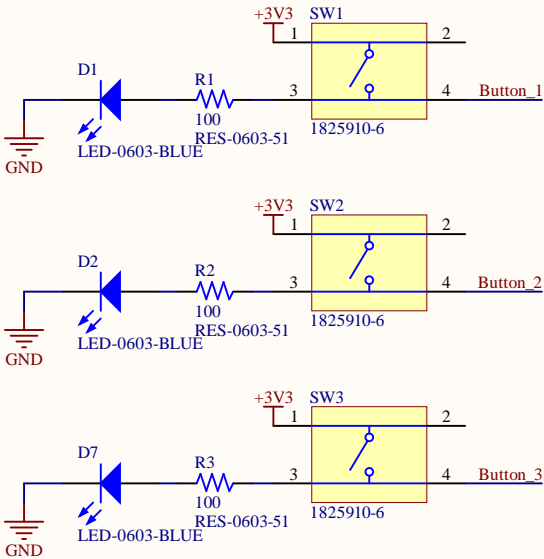 +3V3 SW1
1 2
D1
R1
3 4 Button_1
100
RES-0603-51
1825910-6
LED-0603-BLUE
GND
+3V3 SW2
1 2
D2
R2
3 4 Button_2
100
RES-0603-51
1825910-6
LED-0603-BLUE
GND
+3V3 SW3
1 2
D7
R3
3 4 Button_3
100
RES-0603-51
1825910-6
LED-0603-BLUE
GND